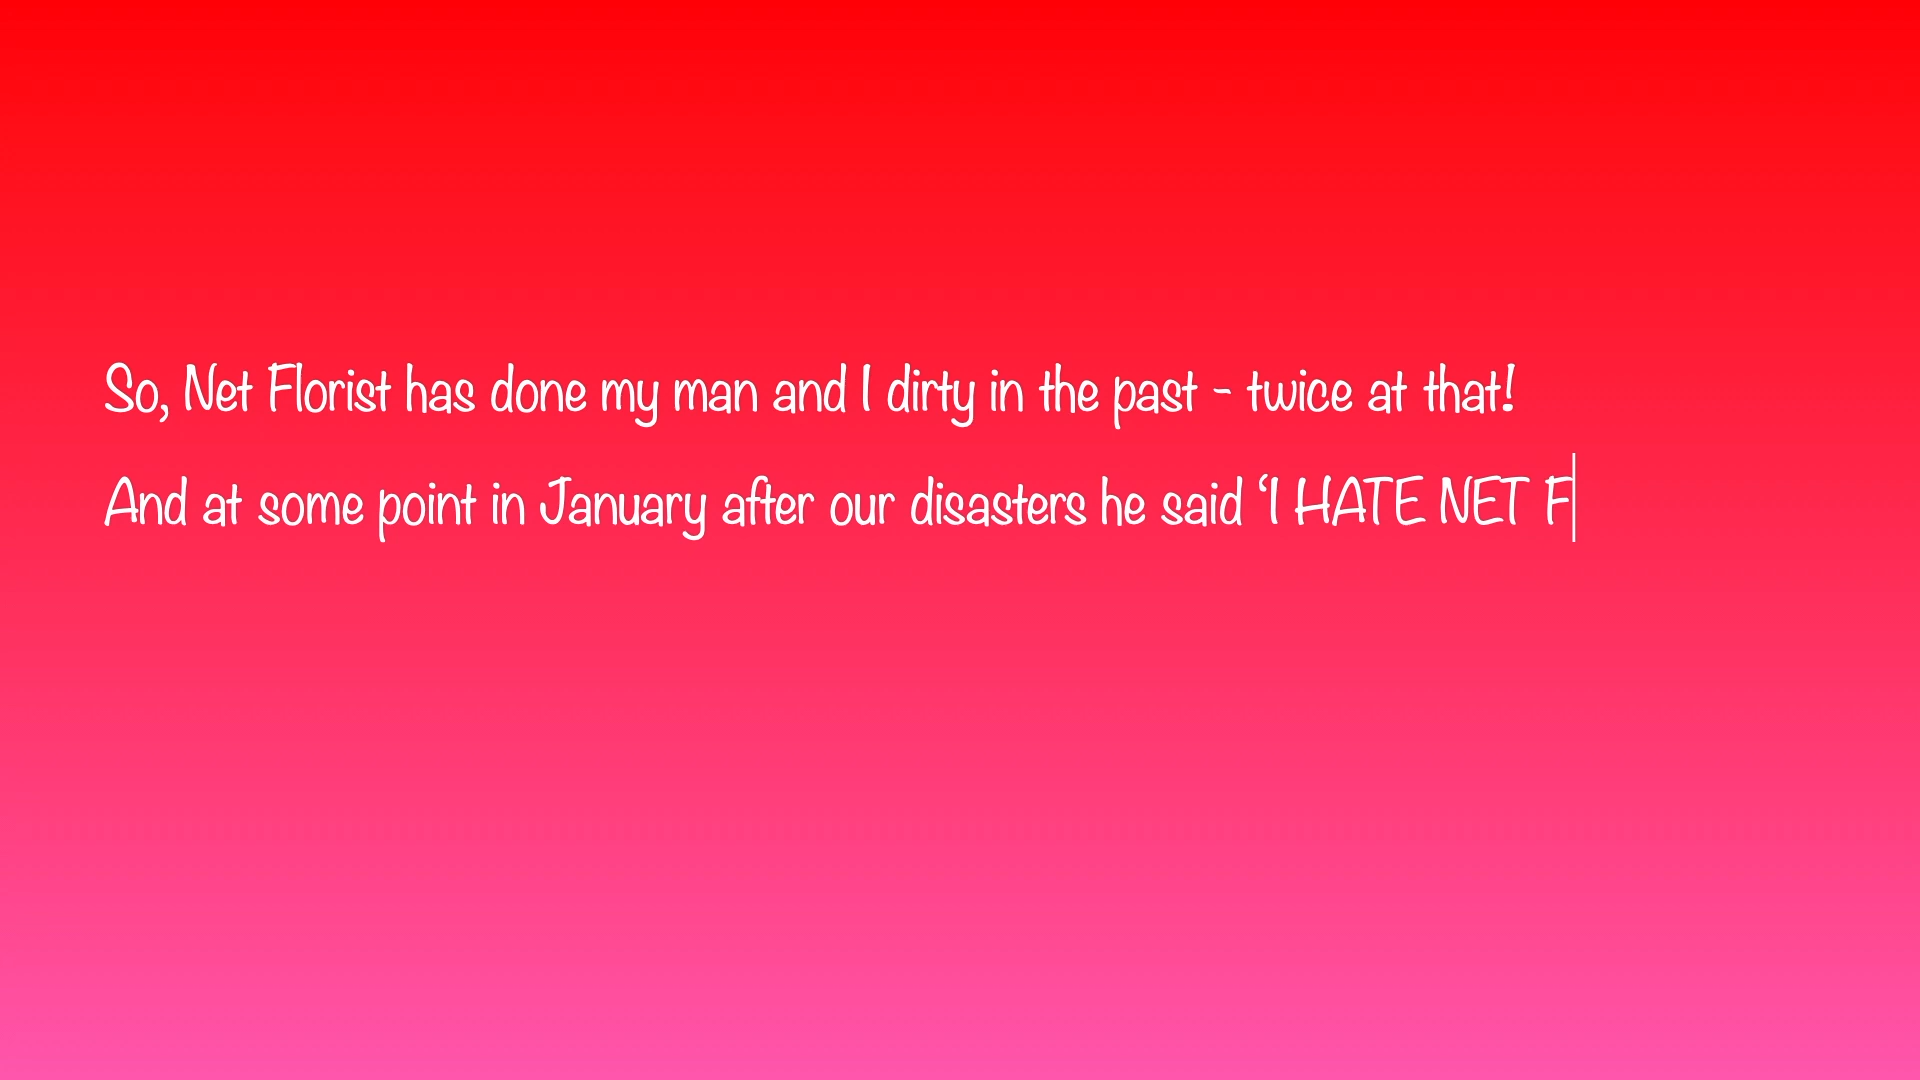 So, Net Florist has done my man and I dirty in the past - twice at that!
And at some point in January after our disasters he said ‘I HATE NET F